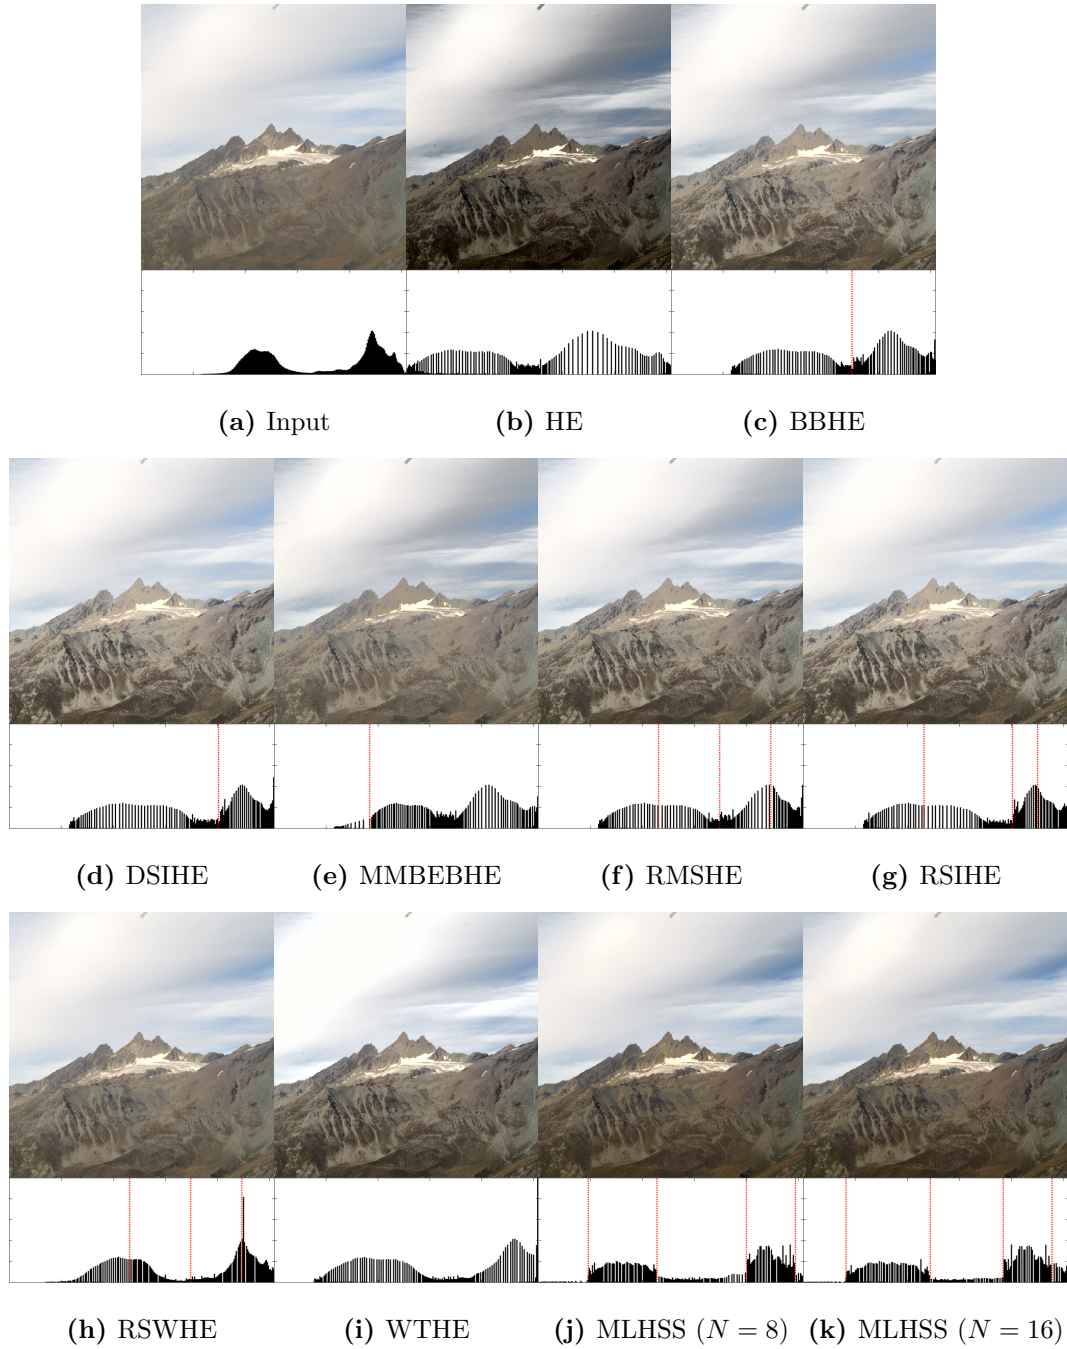 (a) Input (b) HE (c) BBHE
(d) DSIHE (e) MMBEBHE (f) RMSHE (g) RSIHE
(h) RSWHE (i) WTHE (j) MLHSS (N = 8) (k) MLHSS (N = 16)